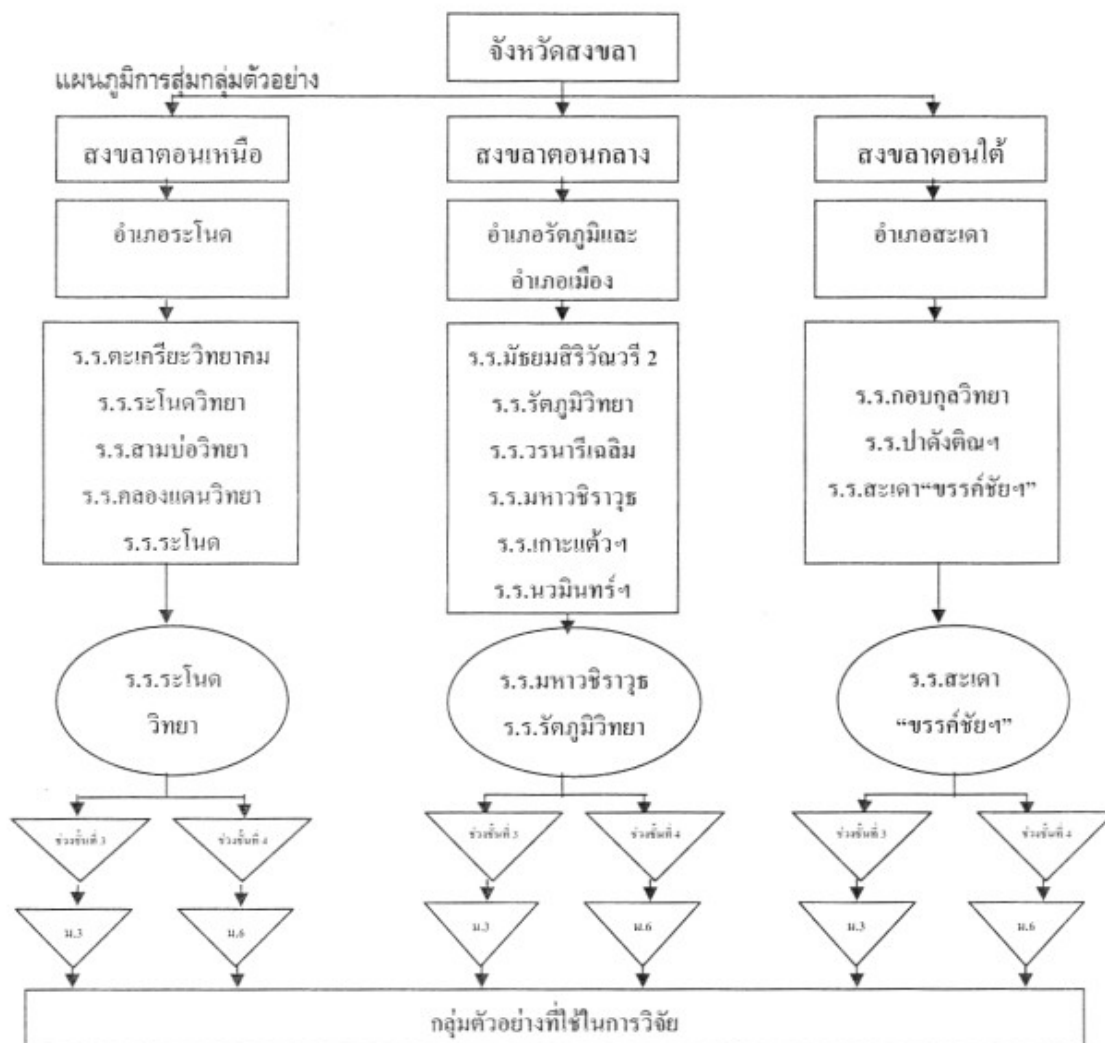 จังหวัดสงขลา
แผนภูมิการสุ่มกลุ่มตัวอย่าง
สงขลาตอนเหนือ
สงขลาตอนกลาง
สงขลาตอนใต้
อำเภอระโนด
อำเภอรัตภูมิและ
อำเภอเมือง
อำเภอสะเดา
ร.ร.ตะเครียะวิทยาคม
ร.ร.ระโนดวิทยา
ร.ร.สามบ่อวิทยา
ร.ร.คลองแดนวิทยา
ร.ร.ระโนด
ร.ร.มัธยมสิริวัณวรี 2
ร.ร.รัตภูมิวิทยา
ร.ร.วรนารีเฉลิม
ร.ร.มหาวชิราวุธ
ร.ร.เกาะแต้วฯ
ร.ร.นวมินทร์ฯ
ร.ร.กอบกุลวิทยา
ร.ร.ปาดังติณฯ
ร.ร.สะเดา“ขรรค์ชัยฯ”
ร.ร.ระโนด
วิทยา
ร.ร.มหาวชิราวุธ
ร.ร.รัตภูมิวิทยา
ร.ร.สะเดา
“ขรรค์ชัยฯ”
ช่วงชั้นที่ 3
ช่วงชั้นที่ 4
ช่วงชั้นที่ 3
ช่วงชั้นที่ 4
ช่วงชั้นที่ 3
ช่วงชั้นที่ 4
ม.3
ม.6
ม.3
ม.6
ม.3
ม.6
กลุ่มตัวอย่างที่ใช้ในการวิจัย